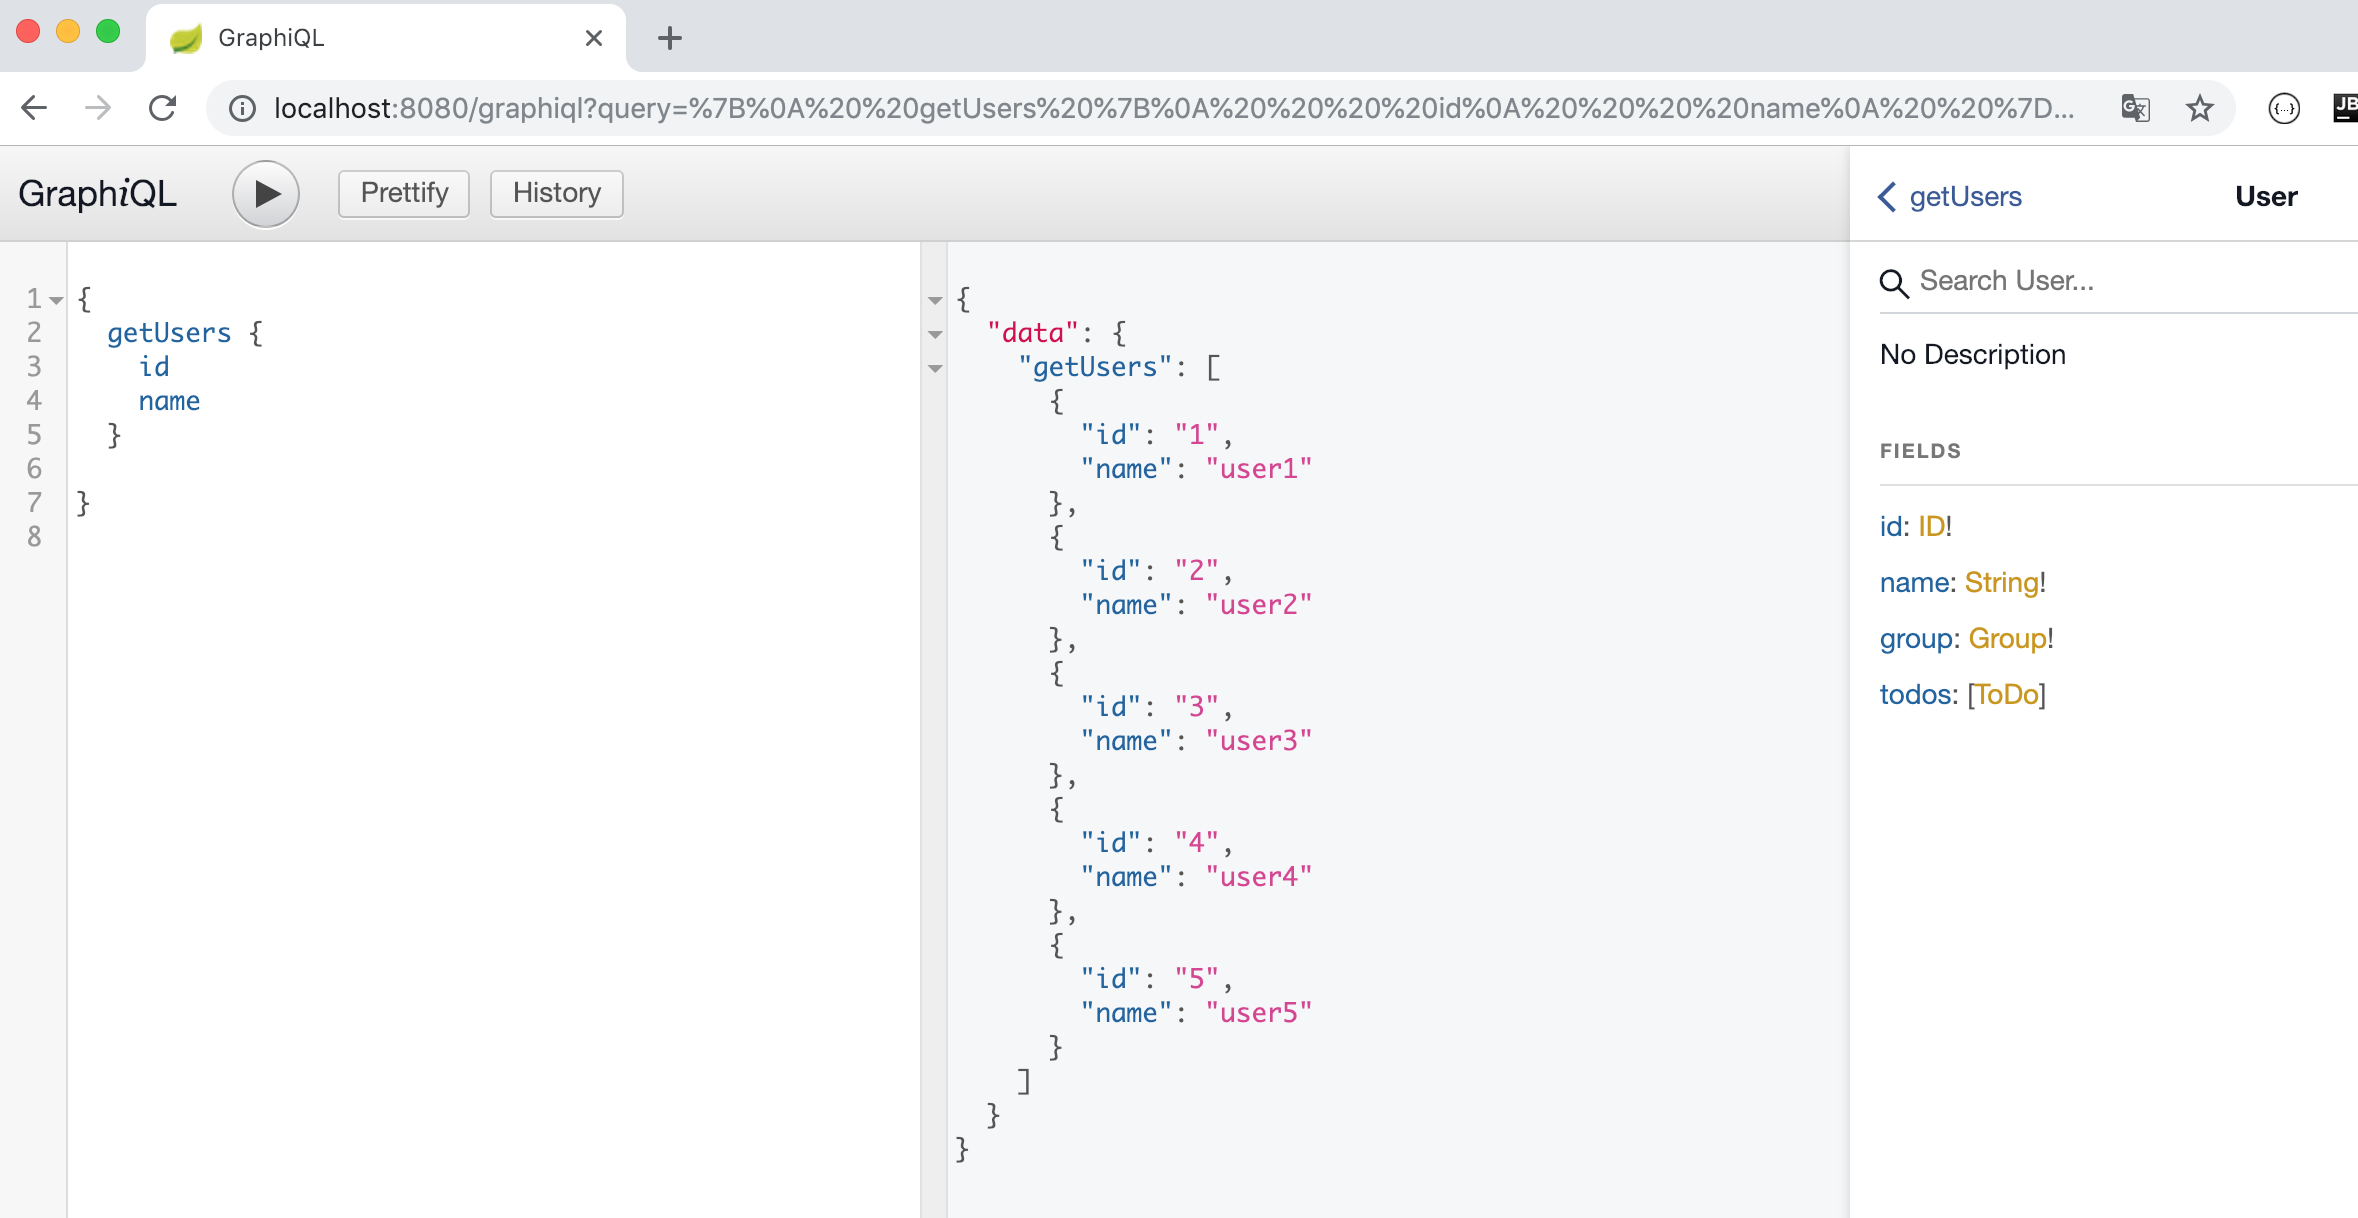 GraphiQL
localhost:8080/graphiql?query=%7B%0A%20%20getUsers%20%7B%0A%20%20%20%20id%0A%20%20%20%20name%0A%20%20%7D...
JB
GraphiQL
Prettify
History
getUsers
User
Search User...
No Description
FIELDS
id: ID!
name: String!
group: Group!
todos: [ToDo]
1 {
2 getUsers {
3 id
4 name
5 }
6
7 }
8
{
"data": {
"getUsers": [
{
"id": "1",
"name": "user1"
},
{
"id": "2",
"name": "user2"
},
{
"id": "3",
"name": "user3"
},
{
"id": "4",
"name": "user4"
},
{
"id": "5",
"name": "user5"
}
]
}
}